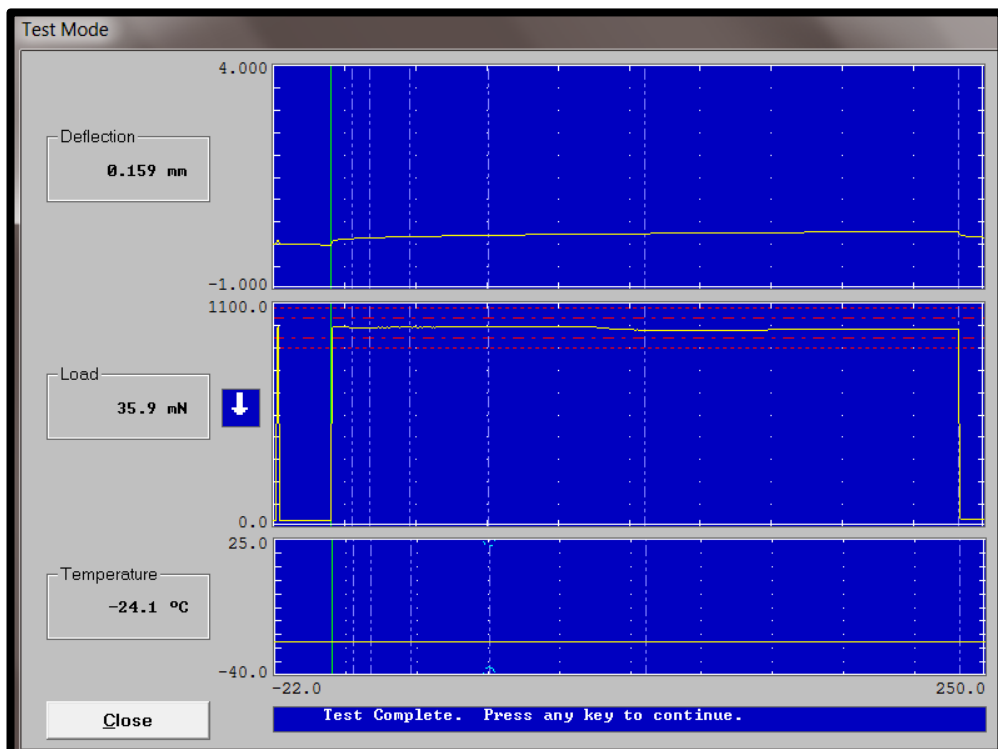 Test Mode
4.000
Deflection
0.159 mm
-1.000
1100.0
Load
35.9 mN
0.0
25.0
Temperature
-24.1 ºC
-40.0
-22.0 250.0
Close
Test Complete. Press any key to continue.